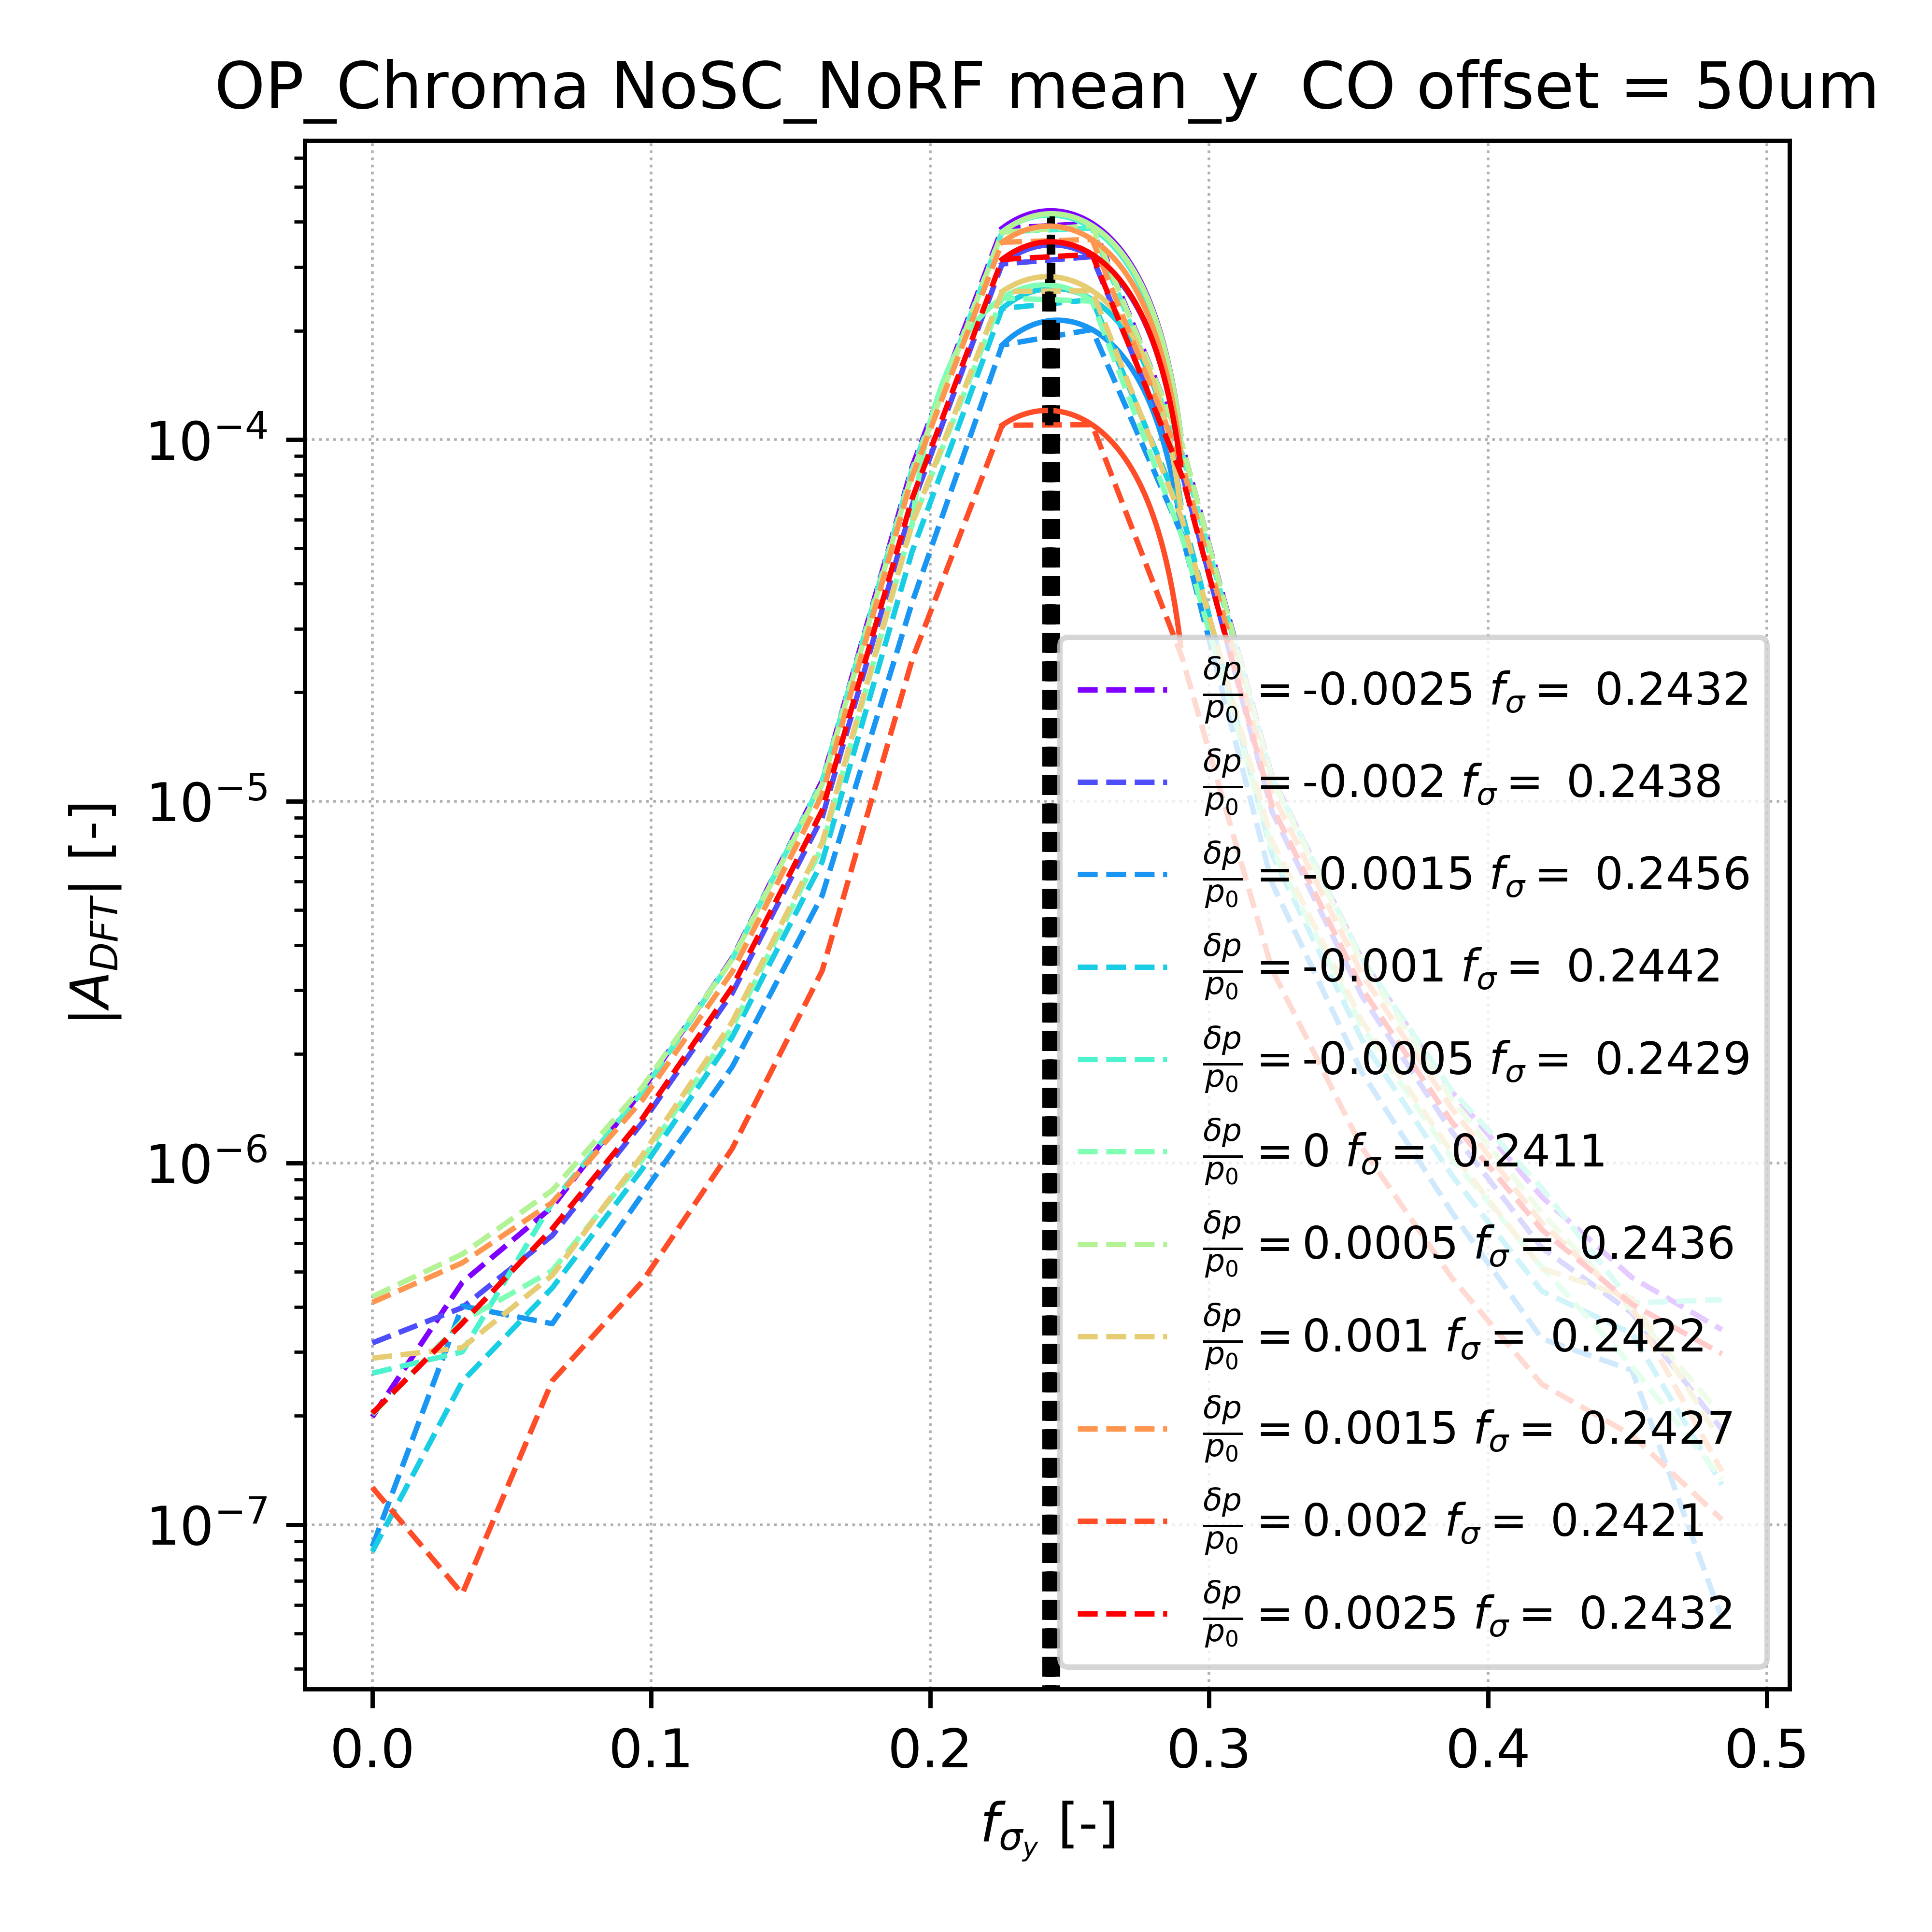 OP_Chroma NoSC_NoRF mean_y CO offset = 50um
|A_DFT| [-]
10⁻⁴
10⁻⁵
10⁻⁶
10⁻⁷
δp/p₀ = -0.0025 f_σ = 0.2432
δp/p₀ = -0.002 f_σ = 0.2438
δp/p₀ = -0.0015 f_σ = 0.2456
δp/p₀ = -0.001 f_σ = 0.2442
δp/p₀ = -0.0005 f_σ = 0.2429
δp/p₀ = 0 f_σ = 0.2411
δp/p₀ = 0.0005 f_σ = 0.2436
δp/p₀ = 0.001 f_σ = 0.2422
δp/p₀ = 0.0015 f_σ = 0.2427
δp/p₀ = 0.002 f_σ = 0.2421
δp/p₀ = 0.0025 f_σ = 0.2432
0.0 0.1 0.2 0.3 0.4 0.5
f_σ_y [-]